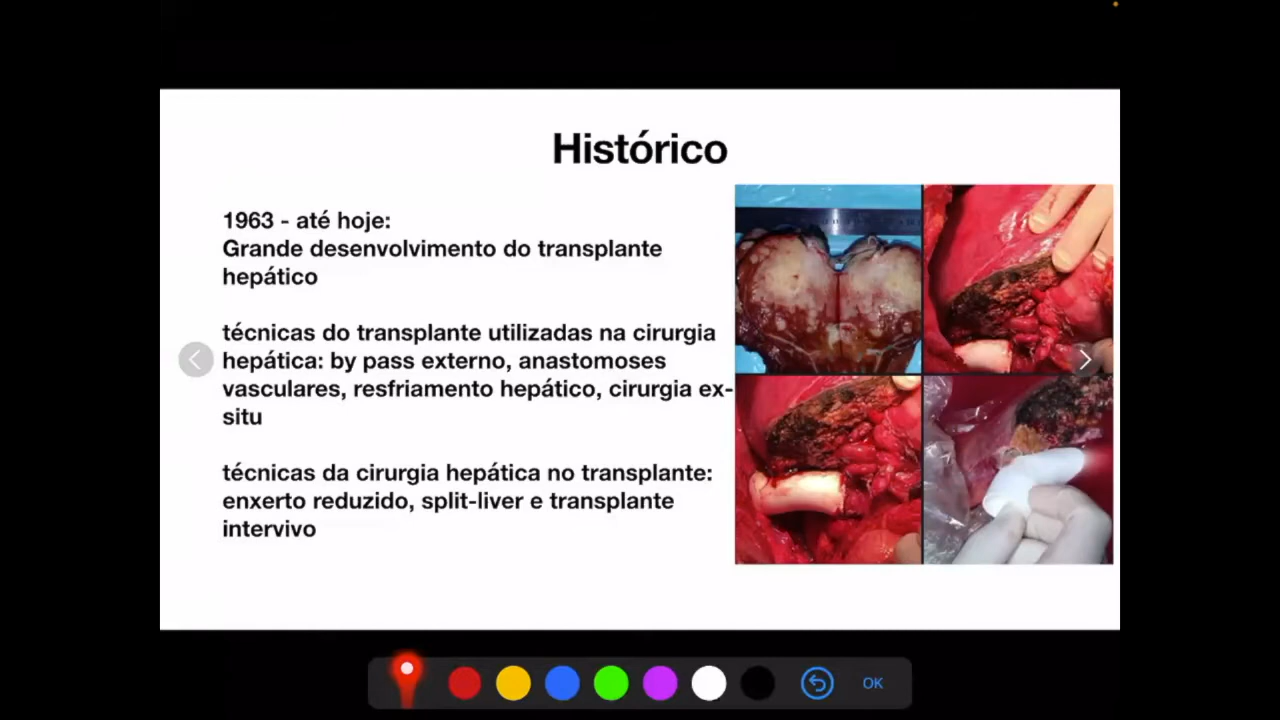 Histórico
1963 - até hoje:
Grande desenvolvimento do transplante
hepático
técnicas do transplante utilizadas na cirurgia
hepática: by pass externo, anastomoses
vasculares, resfriamento hepático, cirurgia ex-
situ
técnicas da cirurgia hepática no transplante:
enxerto reduzido, split-liver e transplante
intervivo
OK